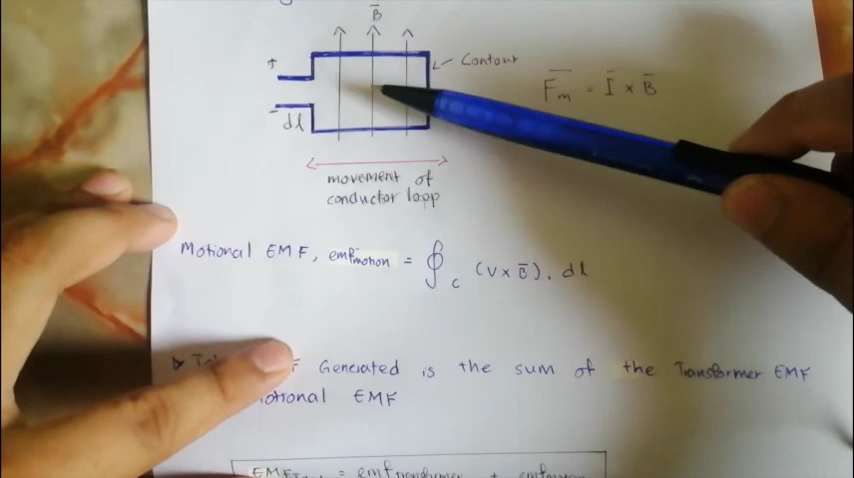 B̅
+
Contour
F̅m = I̅ × B̅
-
dl
movement of
conductor loop
Motional EMF, emfmotion = ∮c (V × B̅). dl
Generated is the sum of the Transformer EMF
EMF
= emftransformer +